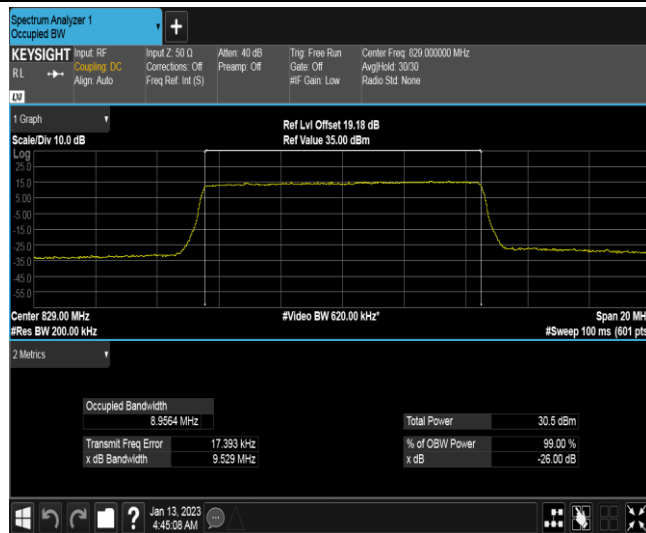 Spectrum Analyzer 1
Occupied BW
+
KEYSIGHT
RL
Input: RF
Coupling: DC
Align: Auto
Input Z: 50 Ω
Corrections: Off
Freq Ref: Int (S)
Atten: 40 dB
Preamp: Off
Trig: Free Run
Gate: Off
#IF Gain: Low
Center Freq: 829.000000 MHz
Avg|Hold: 30/30
Radio Std: None
LXI
1 Graph
Scale/Div 10.0 dB
Ref Lvl Offset 19.18 dB
Ref Value 35.00 dBm
Log
25.0
15.0
5.00
-5.00
-15.0
-25.0
-35.0
-45.0
-55.0
Center 829.00 MHz
#Video BW 620.00 kHz*
Span 20 MH
#Res BW 200.00 kHz
#Sweep 100 ms (601 pts
2 Metrics
Occupied Bandwidth
8.9564 MHz
Total Power 30.5 dBm
Transmit Freq Error 17.393 kHz
% of OBW Power 99.00 %
x dB Bandwidth 9.529 MHz
x dB -26.00 dB
?
Jan 13, 2023
4:45:08 AM